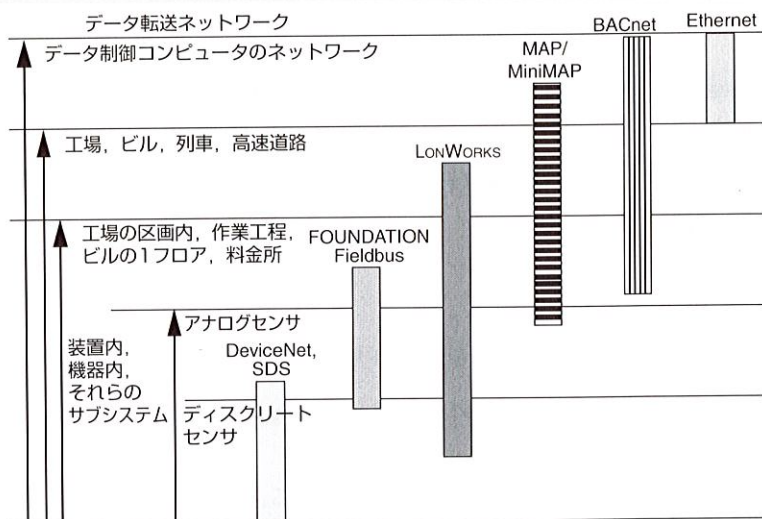 データ転送ネットワーク
データ制御コンピュータのネットワーク
MAP/
MiniMAP
BACnet
Ethernet
工場，ビル，列車，高速道路
LONWORKS
工場の区画内，作業工程，
ビルの1フロア，料金所
FOUNDATION
Fieldbus
アナログセンサ
装置内，
機器内，
それらの
サブシステム
DeviceNet,
SDS
ディスクリート
センサ